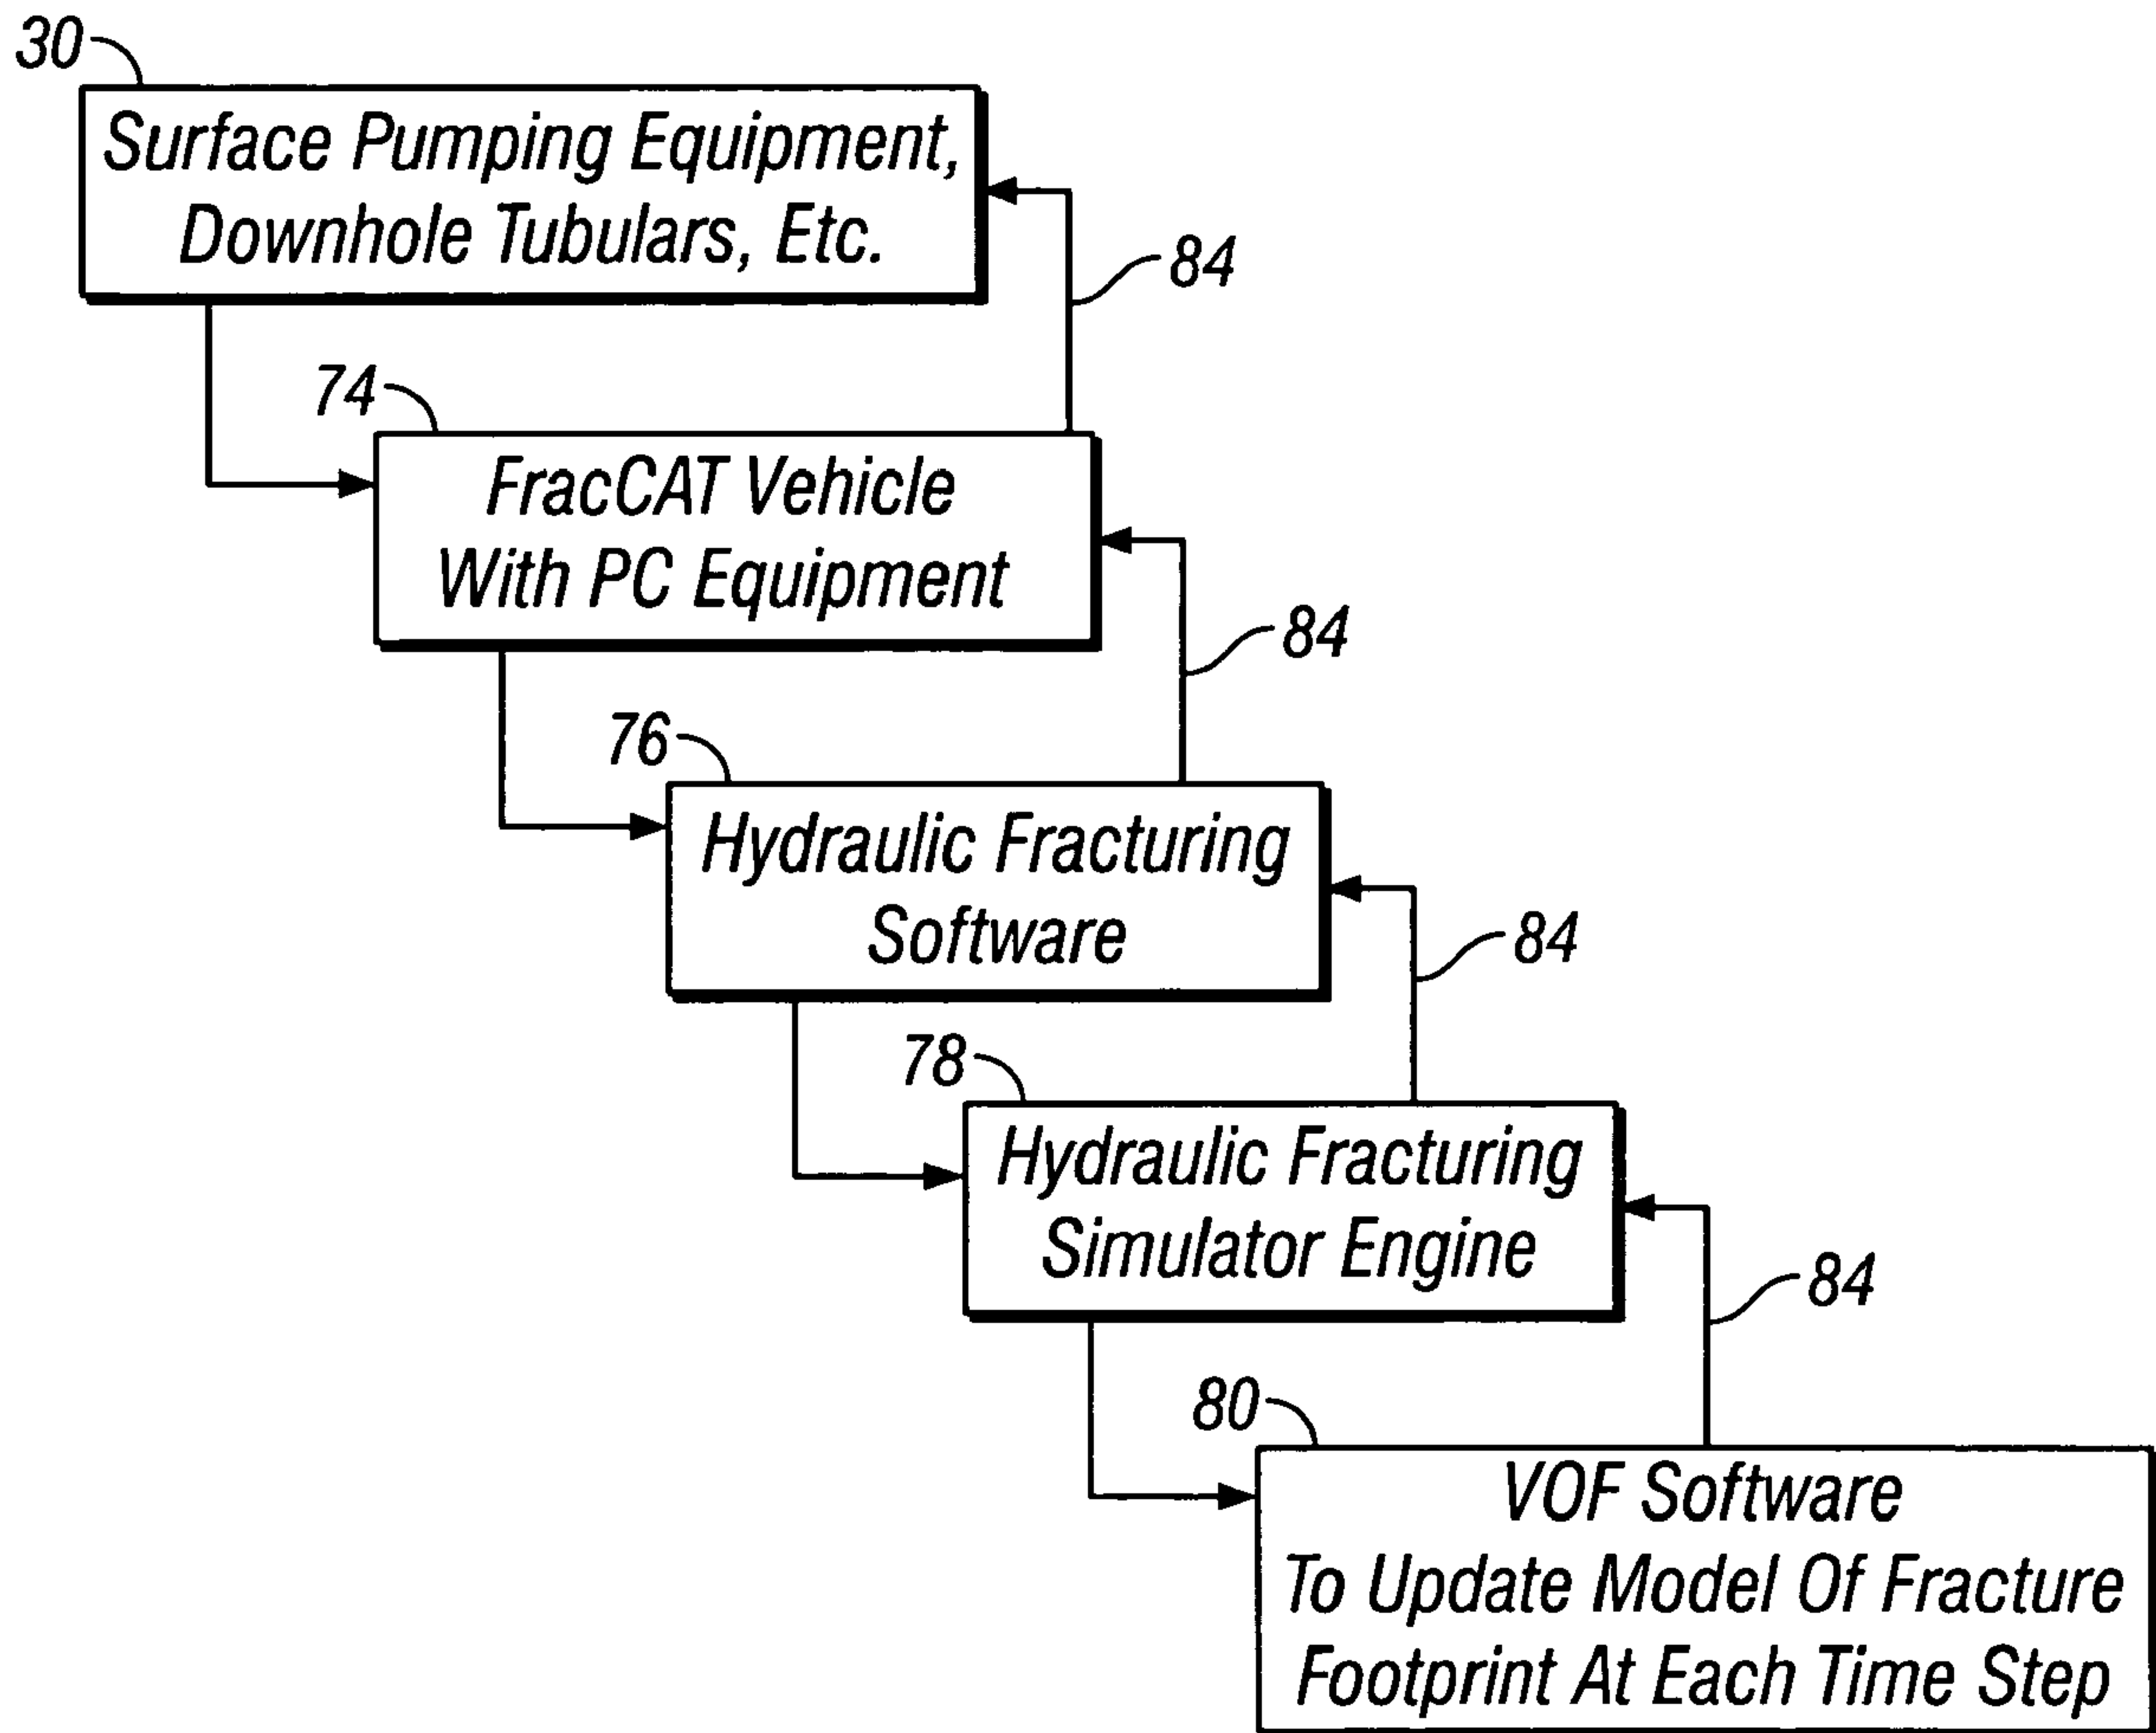 30
Surface Pumping Equipment,
Downhole Tubulars, Etc.
84
74
FracCAT Vehicle
With PC Equipment
84
76
Hydraulic Fracturing
Software
84
78
Hydraulic Fracturing
Simulator Engine
84
80
VOF Software
To Update Model Of Fracture
Footprint At Each Time Step